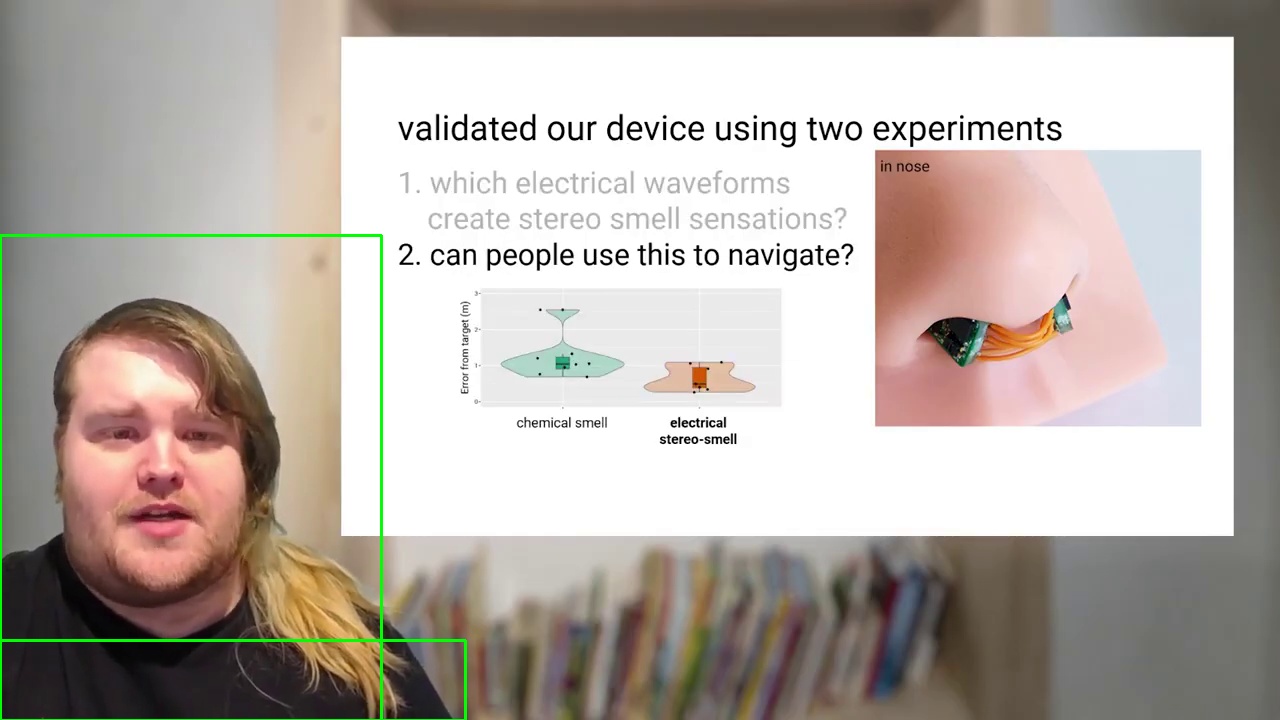 validated our device using two experiments
1. which electrical waveforms
create stereo smell sensations?
2. can people use this to navigate?
in nose
Error from target (m)
3
2
1
0
chemical smell
electrical
stereo-smell